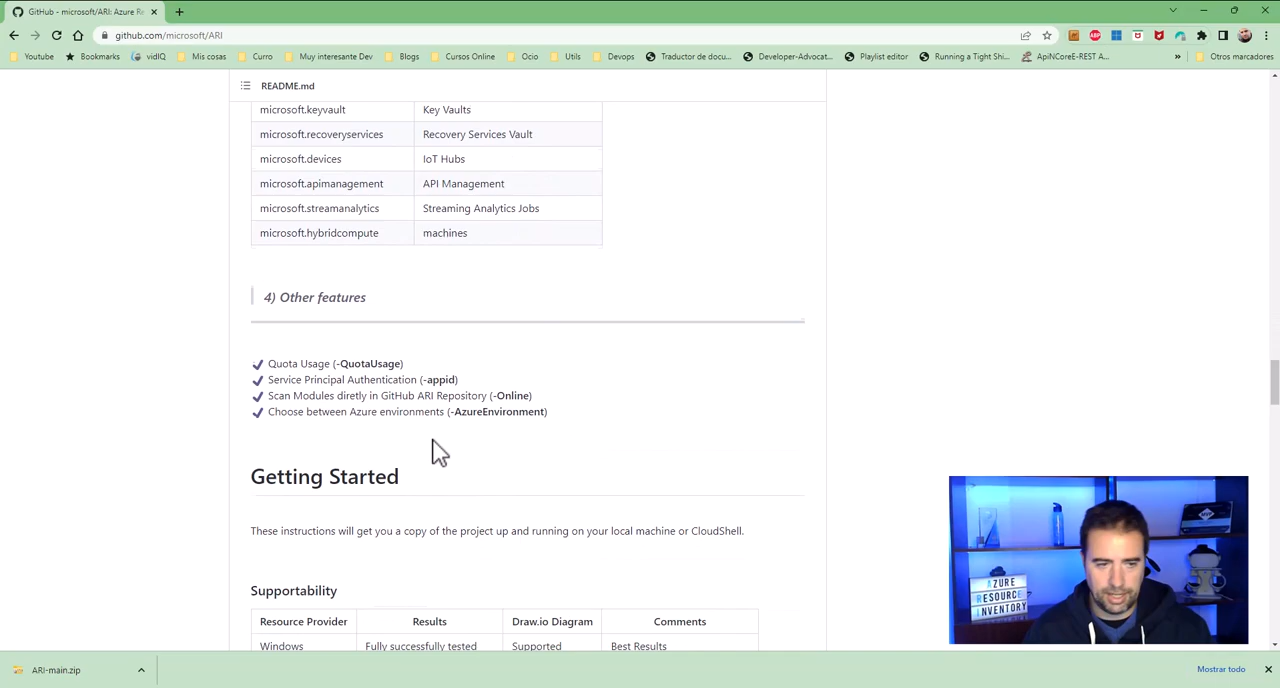 GitHub - microsoft/ARI: Azure Re
github.com/microsoft/ARI
Youtube Bookmarks vidIQ Mis cosas Curro Muy interesante Dev Blogs Cursos Online Ocio Utils Devops Traductor de docu... Developer-Advocat... Playlist editor Running a Tight Shi... ApiNCoreE-REST A... » Otros marcadores
README.md
microsoft.keyvault Key Vaults
microsoft.recoveryservices Recovery Services Vault
microsoft.devices IoT Hubs
microsoft.apimanagement API Management
microsoft.streamanalytics Streaming Analytics Jobs
microsoft.hybridcompute machines
4) Other features
Quota Usage (-QuotaUsage)
Service Principal Authentication (-appid)
Scan Modules diretly in GitHub ARI Repository (-Online)
Choose between Azure environments (-AzureEnvironment)
Getting Started
These instructions will get you a copy of the project up and running on your local machine or CloudShell.
Supportability
Resource Provider Results Draw.io Diagram Comments
Windows Fully successfully tested Supported Best Results
AZURE
RESOURCE
INVENTORY
MVP
ARI-main.zip
Mostrar todo